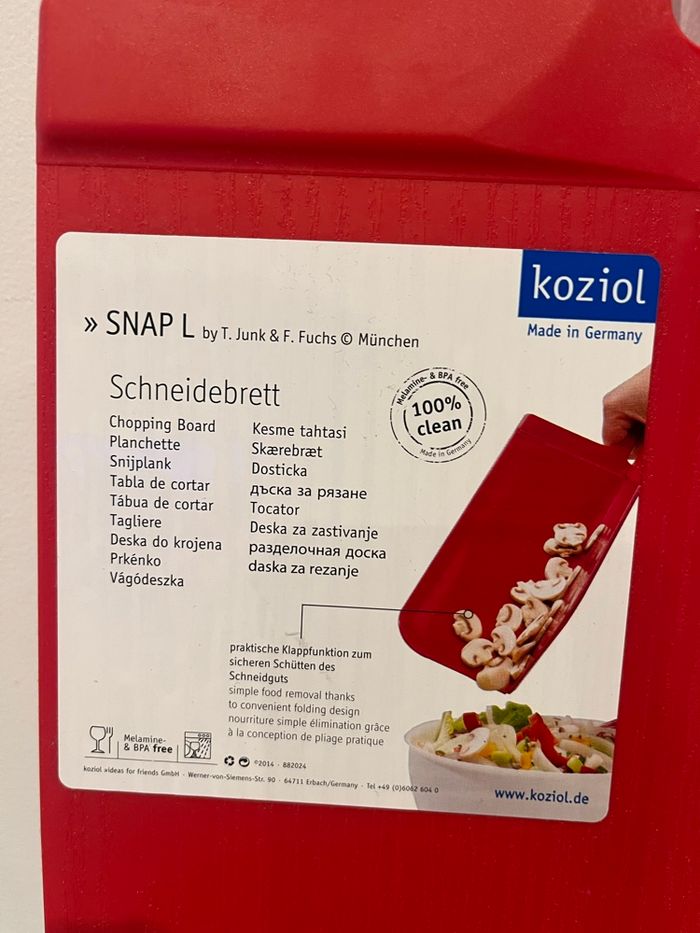 koziol
Made in Germany
» SNAP L by T. Junk & F. Fuchs © München
Schneidebrett
Chopping Board
Planchette
Snijplank
Tabla de cortar
Tábua de cortar
Tagliere
Deska do krojena
Prkénko
Vágódeszka
Kesme tahtasi
Skærebræt
Dosticka
дъска за рязане
Tocator
Deska za zastivanje
разделочная доска
daska za rezanje
Melamine- & BPA free
100%
clean
Made in Germany
praktische Klappfunktion zum
sicheren Schütten des
Schneidguts
simple food removal thanks
to convenient folding design
nourriture simple élimination grâce
à la conception de pliage pratique
Melamine-
& BPA free
©2014 · 882024
koziol »ideas for friends GmbH · Werner-von-Siemens-Str. 90 · 64711 Erbach/Germany · Tel +49 (0)6062 604 0
www.koziol.de